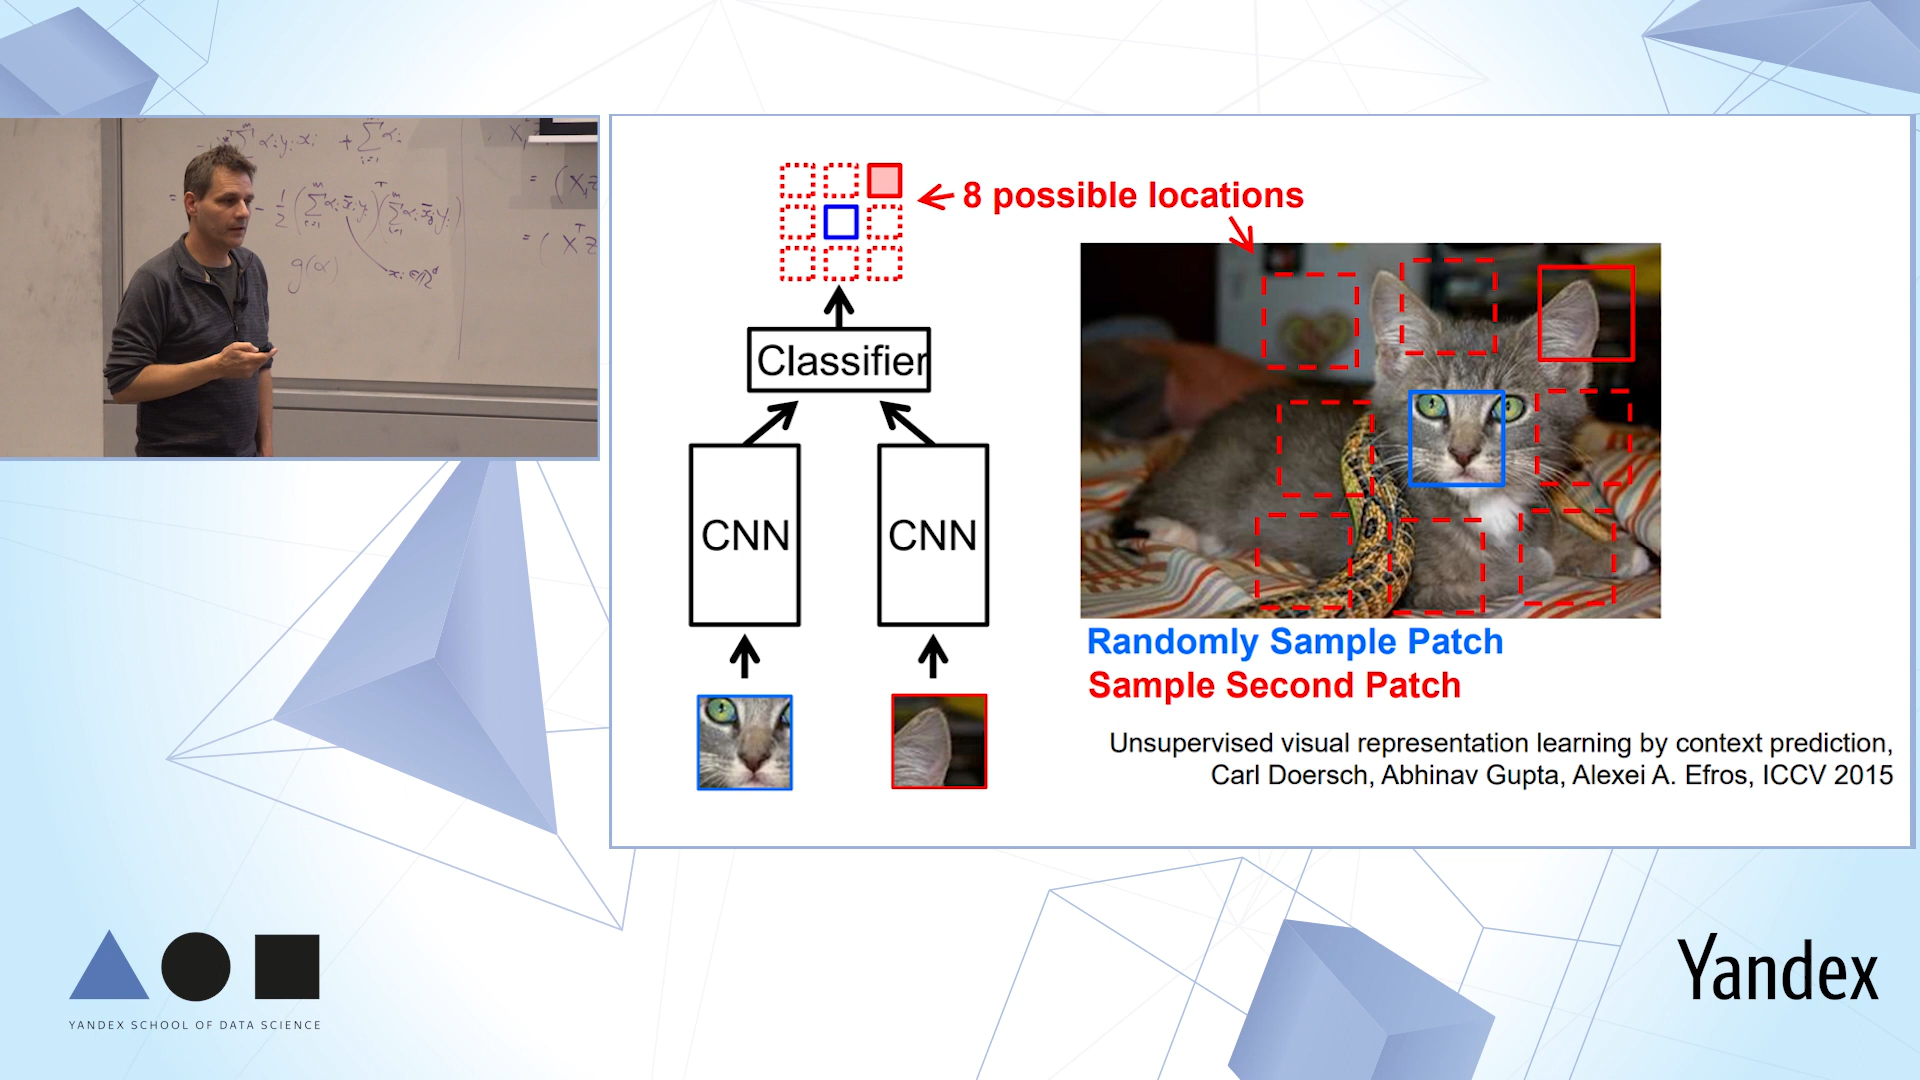 8 possible locations
Classifier
CNN
CNN
Randomly Sample Patch
Sample Second Patch
Unsupervised visual representation learning by context prediction,
Carl Doersch, Abhinav Gupta, Alexei A. Efros, ICCV 2015
YANDEX SCHOOL OF DATA SCIENCE
Yandex
g(α)